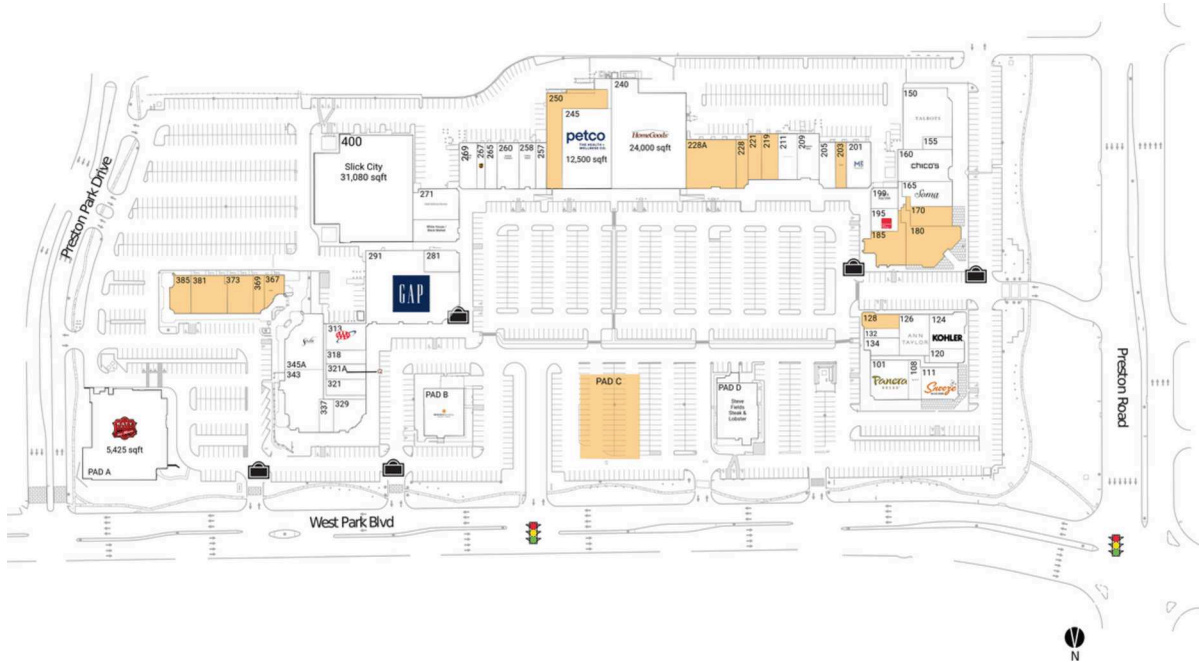 240
250
245
petco
THE HEALTH +
WELLNESS CO.
12,500 sqft
HomeGoods
24,000 sqft
150
TALBOTS
155
400
Slick City
31,080 sqft
269
267
265
260
258
257
228A
228
221
219
211
209
205
203
201
160
chico's
165
Soma
199
195
170
180
185
271
White House
Black Market
291
281
GAP
Preston Park Drive
385
381
373
369
367
313
318
321A
321
329
337
345A
343
128
126
124
132
134
ANN
TAYLOR
KOHLER
120
101
108
111
Panera
BREAD
Snooze
Preston Road
PAD B
PAD C
PAD D
Steve
Fields
Steak &
Lobster
5,425 sqft
PAD A
West Park Blvd
N